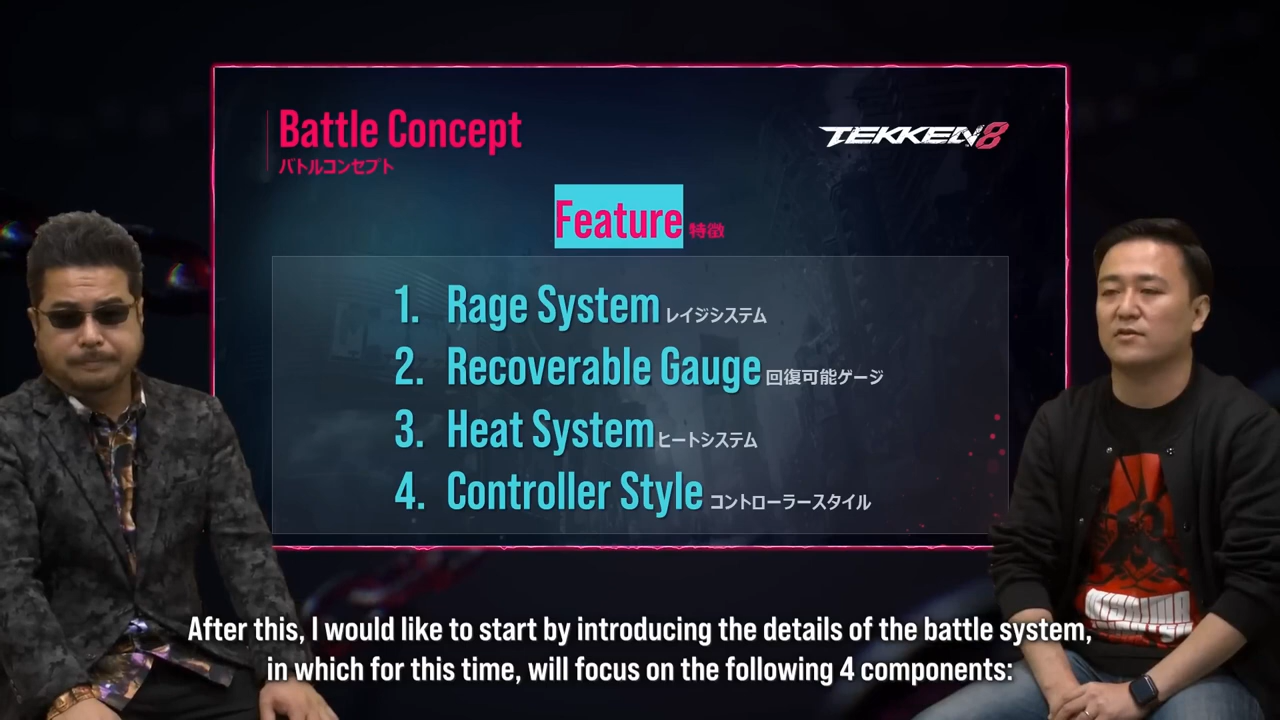 Battle Concept
バトルコンセプト
TEKKEN 8
Feature 特徴
1. Rage System レイジシステム
2. Recoverable Gauge 回復可能ゲージ
3. Heat System ヒートシステム
4. Controller Style コントローラースタイル
After this, I would like to start by introducing the details of the battle system,
in which for this time, will focus on the following 4 components: